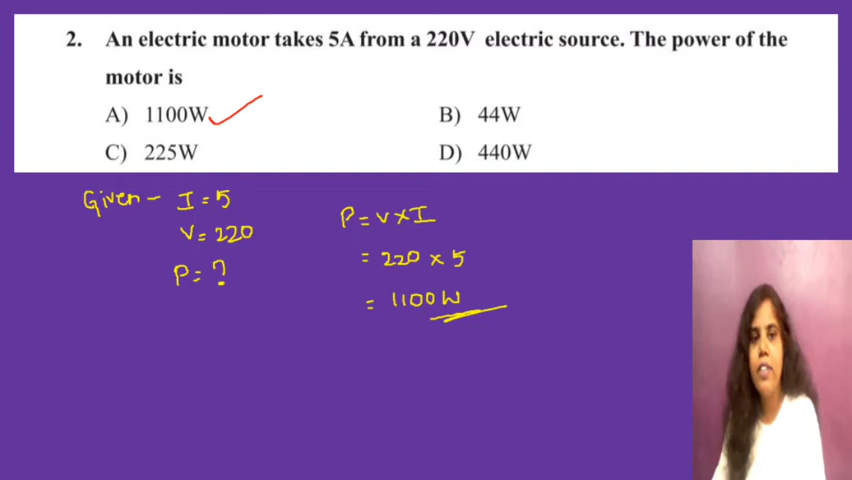 2. An electric motor takes 5A from a 220V electric source. The power of the
motor is
A) 1100W
B) 44W
C) 225W
D) 440W
Given - I = 5
V = 220
P = ?
P = V × I
= 220 × 5
= 1100 W